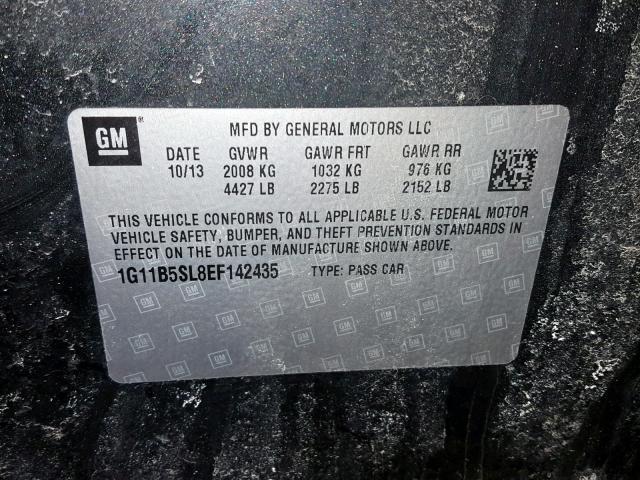 GM ® MFD BY GENERAL MOTORS LLC
DATE GVWR GAWR FRT GAWR RR
10/13 2008 KG 1032 KG 976 KG
4427 LB 2275 LB 2152 LB
THIS VEHICLE CONFORMS TO ALL APPLICABLE U.S. FEDERAL MOTOR
VEHICLE SAFETY, BUMPER, AND THEFT PREVENTION STANDARDS IN
EFFECT ON THE DATE OF MANUFACTURE SHOWN ABOVE.
1G11B5SL8EF142435 TYPE: PASS CAR